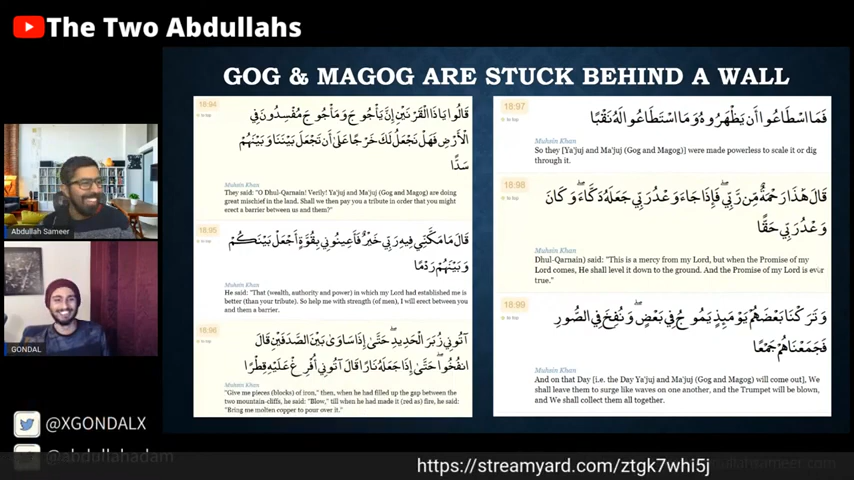 The Two Abdullahs
GOG & MAGOG ARE STUCK BEHIND A WALL
18:94
قَالُوا يَا ذَا الْقَرْنَيْنِ إِنَّ يَأْجُوجَ وَمَأْجُوجَ مُفْسِدُونَ فِي
الْأَرْضِ فَهَلْ نَجْعَلُ لَكَ خَرْجًا عَلَىٰ أَن تَجْعَلَ بَيْنَنَا وَبَيْنَهُمْ
سَدًّا
Muhsin Khan
They said: "O Dhul-Qarnain! Verily! Ya'juj and Ma'juj (Gog and Magog) are doing
great mischief in the land. Shall we then pay you a tribute in order that you might
erect a barrier between us and them?"
18:95
قَالَ مَا مَكَّنِّي فِيهِ رَبِّي خَيْرٌ فَأَعِينُونِي بِقُوَّةٍ أَجْعَلْ بَيْنَكُمْ
وَبَيْنَهُمْ رَدْمًا
Muhsin Khan
He said: "That (wealth, authority and power) in which my Lord had established me is
better (than your tribute). So help me with strength (of men), I will erect between you
and them a barrier.
18:96
آتُونِي زُبَرَ الْحَدِيدِ ۖ حَتَّىٰ إِذَا سَاوَىٰ بَيْنَ الصَّدَفَيْنِ قَالَ
انفُخُوا ۖ حَتَّىٰ إِذَا جَعَلَهُ نَارًا قَالَ آتُونِي أُفْرِغْ عَلَيْهِ قِطْرًا
Muhsin Khan
"Give me pieces (blocks) of iron," then, when he had filled up the gap between the
two mountain-cliffs, he said: "Blow," till when he had made it (red as) fire, he said:
"Bring me molten copper to pour over it."
18:97
فَمَا اسْطَاعُوا أَن يَظْهَرُوهُ وَمَا اسْتَطَاعُوا لَهُ نَقْبًا
Muhsin Khan
So they [Ya'juj and Ma'juj (Gog and Magog)] were made powerless to scale it or dig
through it.
18:98
قَالَ هَٰذَا رَحْمَةٌ مِّن رَّبِّي ۖ فَإِذَا جَاءَ وَعْدُ رَبِّي جَعَلَهُ دَكَّاءَ ۖ وَكَانَ
وَعْدُ رَبِّي حَقًّا
Muhsin Khan
Dhul-Qarnain) said: "This is a mercy from my Lord, but when the Promise of my
Lord comes, He shall level it down to the ground. And the Promise of my Lord is ever
true."
18:99
وَتَرَكْنَا بَعْضَهُمْ يَوْمَئِذٍ يَمُوجُ فِي بَعْضٍ ۖ وَنُفِخَ فِي الصُّورِ
فَجَمَعْنَاهُمْ جَمْعًا
Muhsin Khan
And on that Day [i.e. the Day Ya'juj and Ma'juj (Gog and Magog) will come out], We
shall leave them to surge like waves on one another, and the Trumpet will be blown,
and We shall collect them all together.
Abdullah Sameer
GONDAL
@XGONDALX
@abdullahadam
https://streamyard.com/ztgk7whi5j